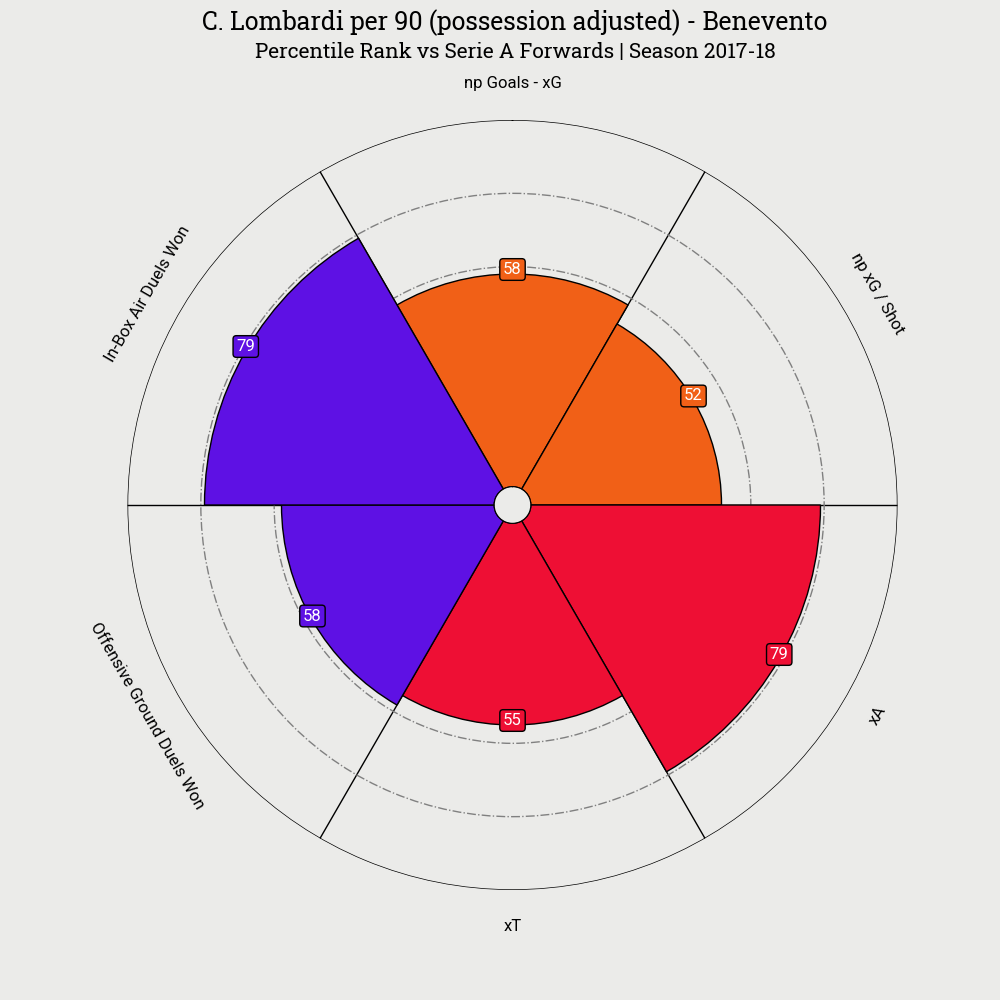 C. Lombardi per 90 (possession adjusted) - Benevento
Percentile Rank vs Serie A Forwards | Season 2017-18
np Goals - xG
In-Box Air Duels Won
np xG / Shot
58
79
52
58
79
55
Offensive Ground Duels Won
xA
xT